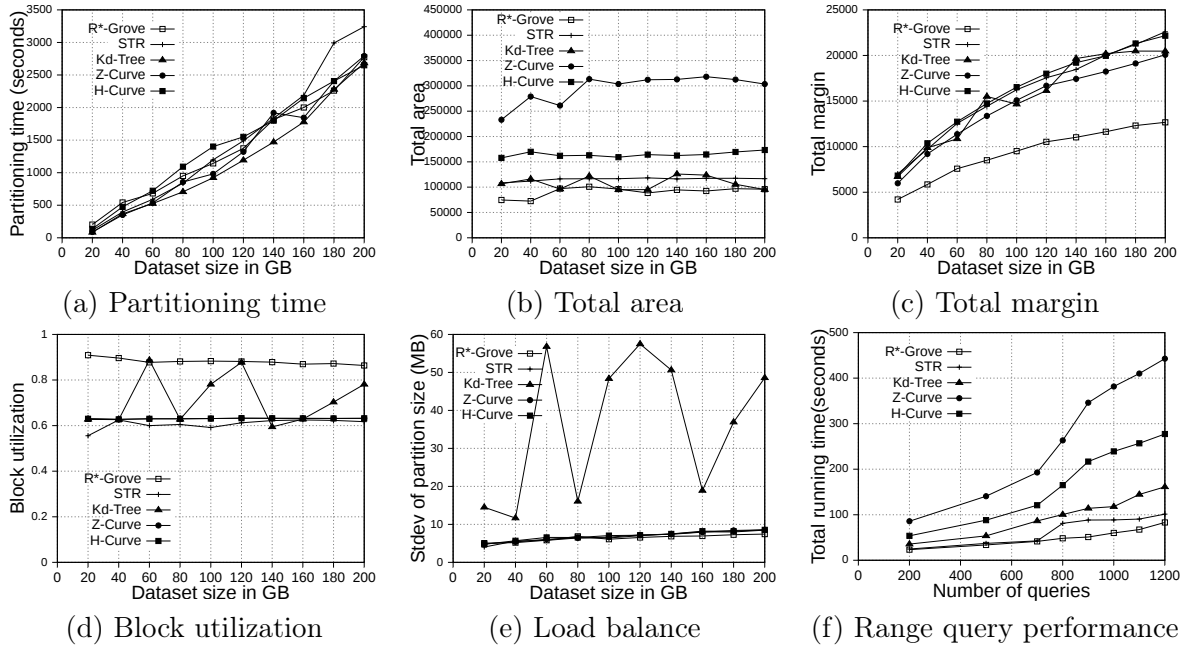 Partitioning time (seconds)
3500
3000
2500
2000
1500
1000
500
0
R*-Grove
STR
Kd-Tree
Z-Curve
H-Curve
0 20 40 60 80 100 120 140 160 180 200
Dataset size in GB
(a) Partitioning time
Total area
450000
400000
350000
300000
250000
200000
150000
100000
50000
0
R*-Grove
STR
Kd-Tree
Z-Curve
H-Curve
0 20 40 60 80 100 120 140 160 180 200
Dataset size in GB
(b) Total area
Total margin
25000
20000
15000
10000
5000
0
R*-Grove
STR
Kd-Tree
Z-Curve
H-Curve
0 20 40 60 80 100 120 140 160 180 200
Dataset size in GB
(c) Total margin
Block utilization
1
0.8
0.6
0.4
0.2
0
R*-Grove
STR
Kd-Tree
Z-Curve
H-Curve
0 20 40 60 80 100 120 140 160 180 200
Dataset size in GB
(d) Block utilization
Stdev of partition size (MB)
60
50
40
30
20
10
0
R*-Grove
STR
Kd-Tree
Z-Curve
H-Curve
0 20 40 60 80 100 120 140 160 180 200
Dataset size in GB
(e) Load balance
Total running time(seconds)
500
400
300
200
100
0
R*-Grove
STR
Kd-Tree
Z-Curve
H-Curve
0 200 400 600 800 1000 1200
Number of queries
(f) Range query performance